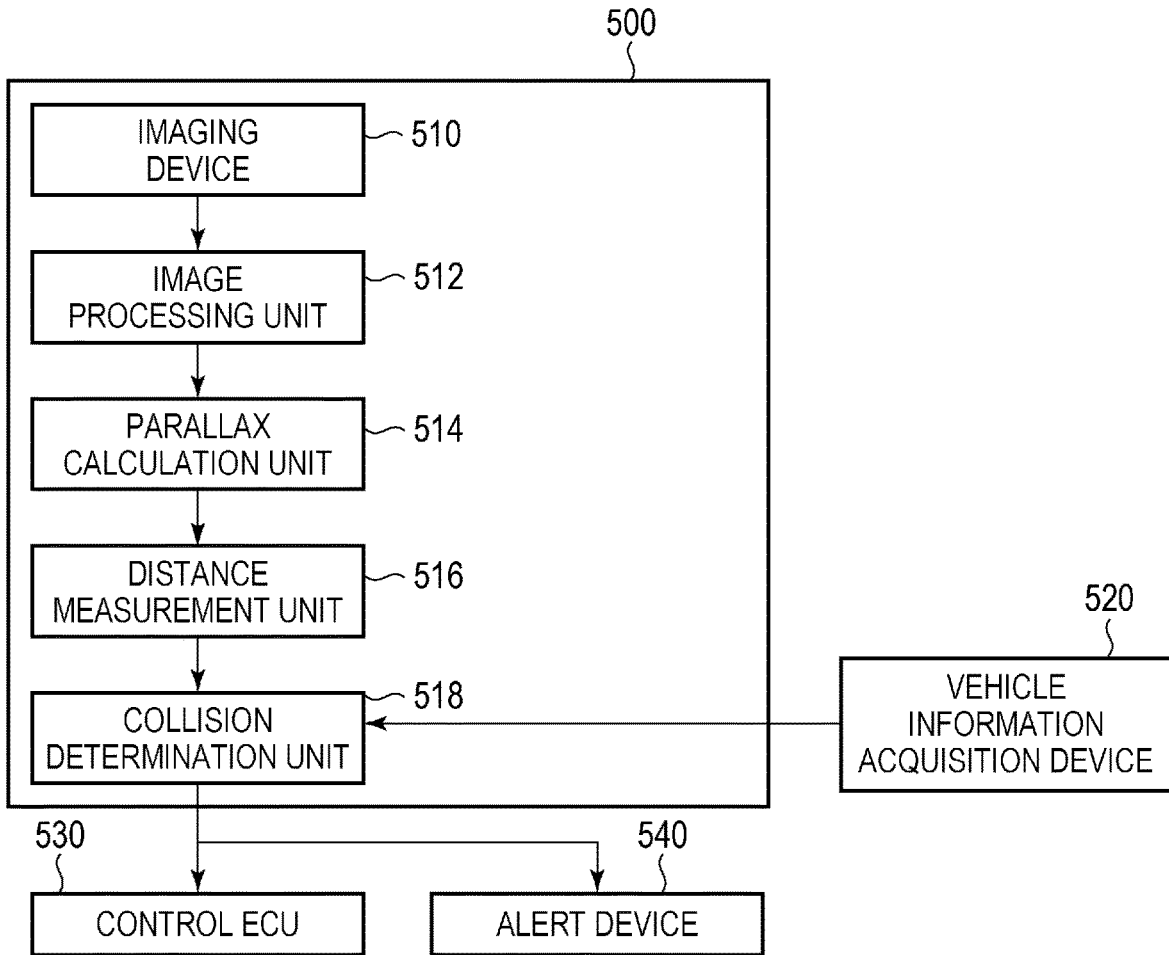 500
IMAGING
DEVICE
510
IMAGE
PROCESSING UNIT
512
PARALLAX
CALCULATION UNIT
514
DISTANCE
MEASUREMENT UNIT
516
COLLISION
DETERMINATION UNIT
518
520
VEHICLE
INFORMATION
ACQUISITION DEVICE
530
CONTROL ECU
540
ALERT DEVICE